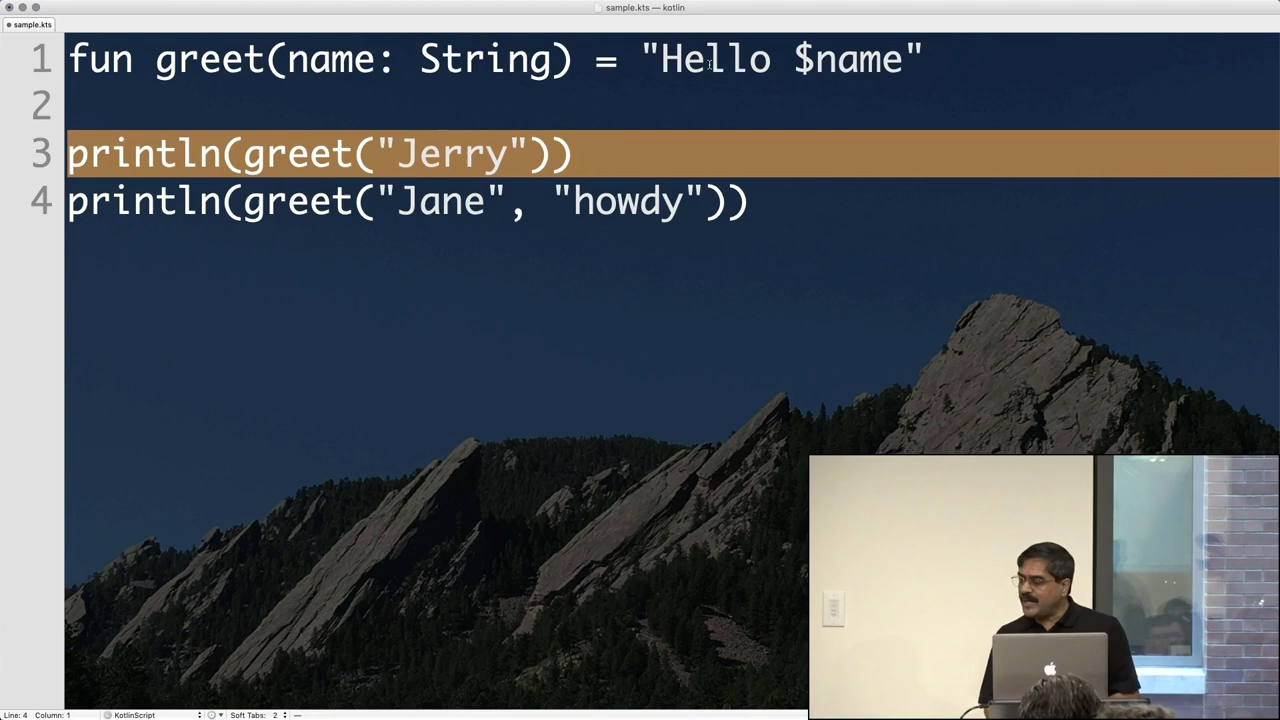 sample.kts — kotlin
sample.kts
1 fun greet(name: String) = "Hello $name"
2
3 println(greet("Jerry"))
4 println(greet("Jane", "howdy"))
Line: 4 Column: 1 KotlinScript Soft Tabs: 2 —